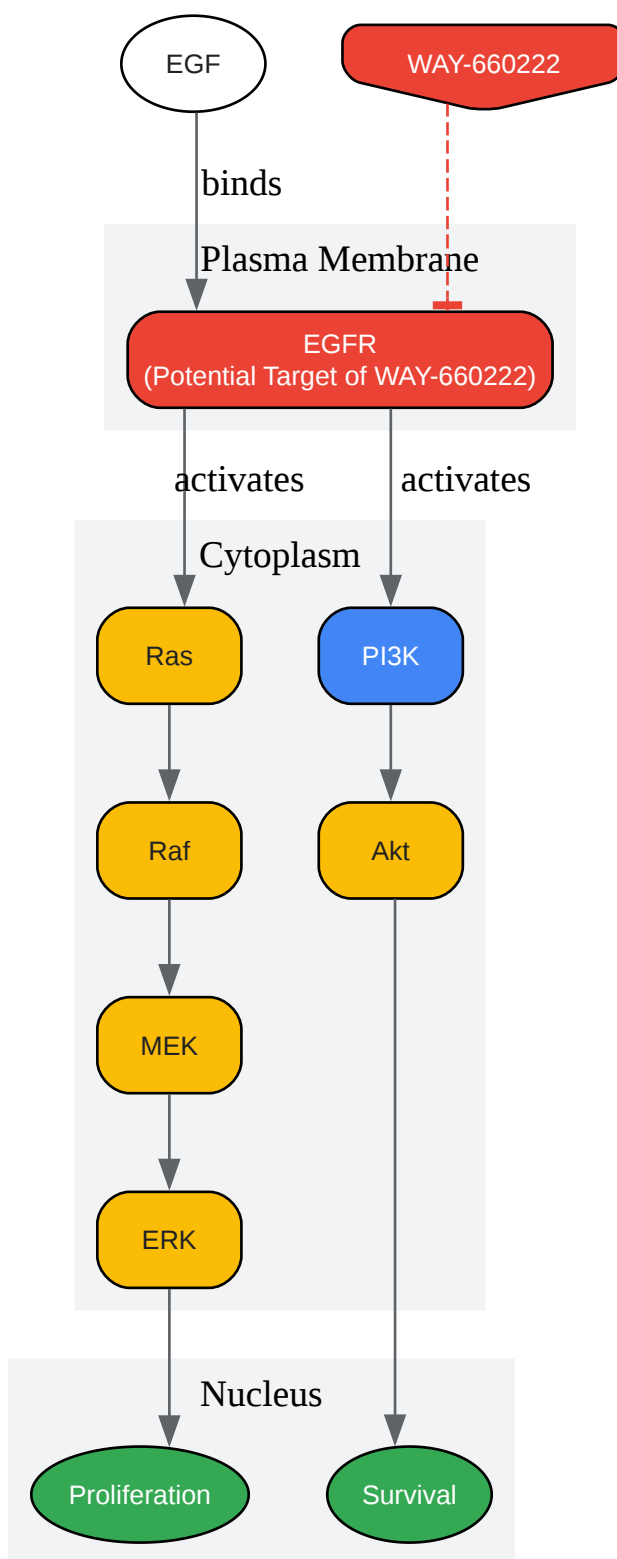 EGF
WAY-660222
binds
Plasma Membrane
EGFR
(Potential Target of WAY-660222)
activates
activates
Cytoplasm
Ras
PI3K
Raf
Akt
MEK
ERK
Nucleus
Proliferation
Survival